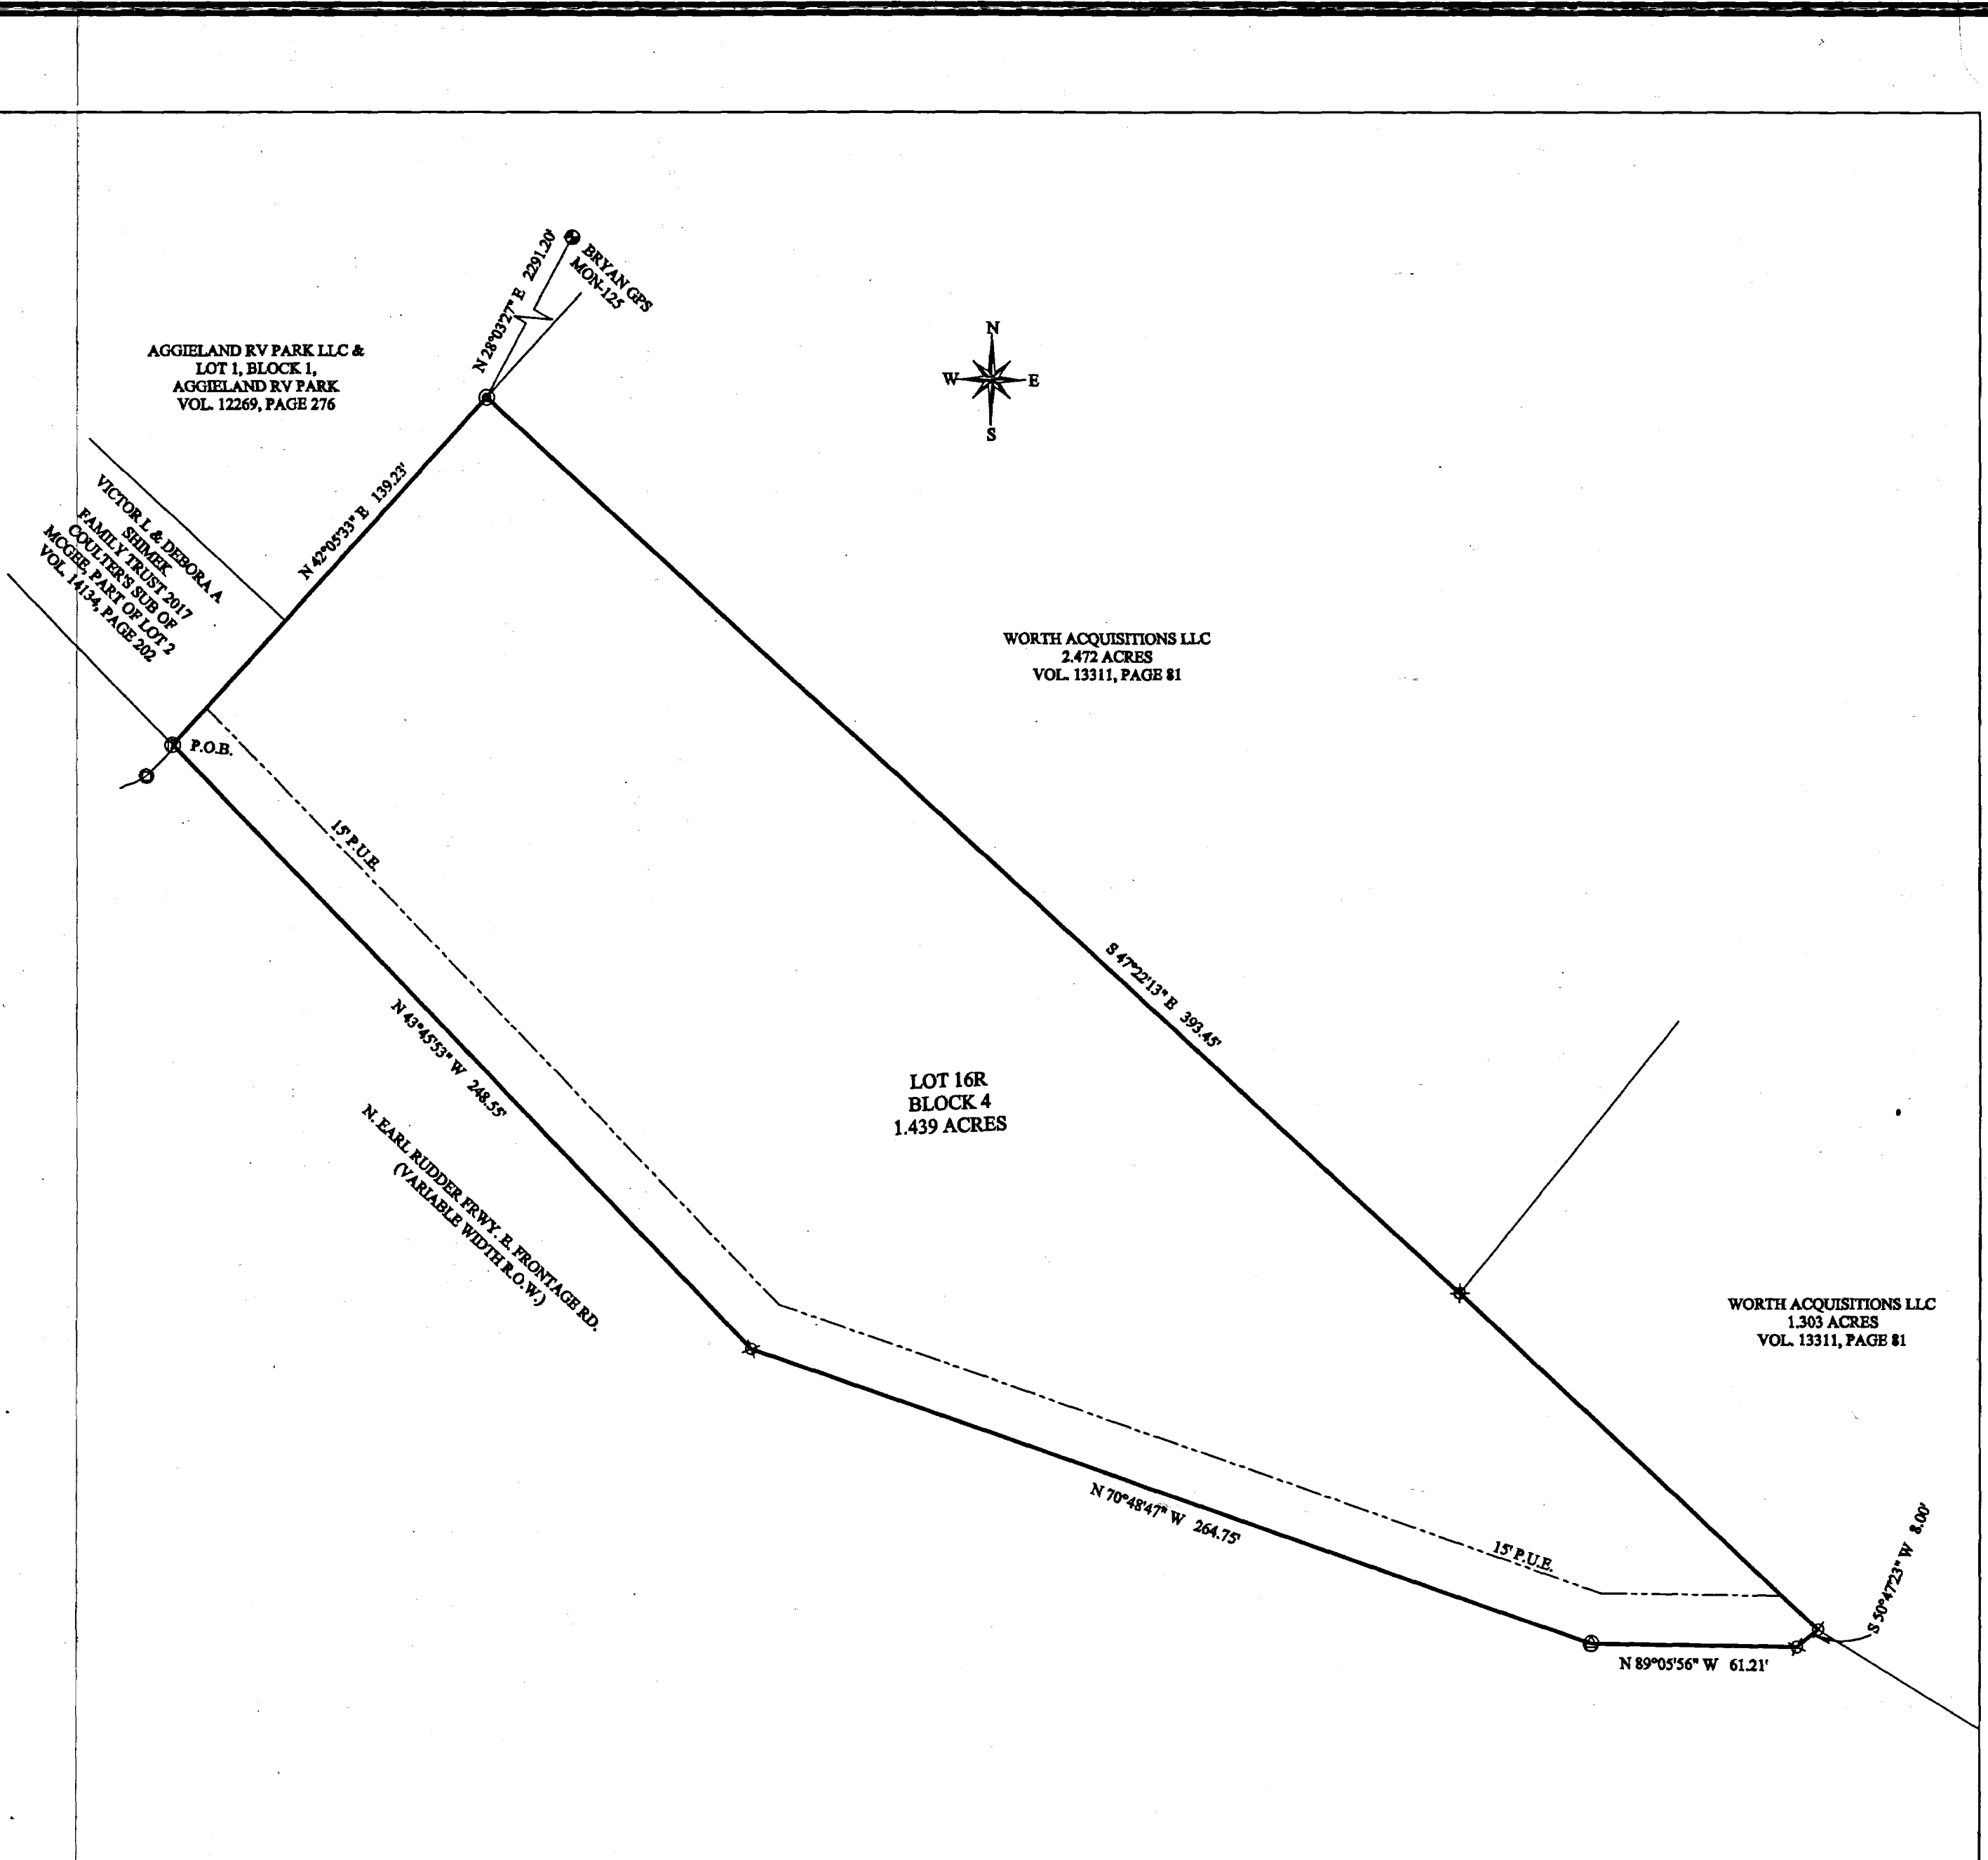 N 28°03'27" E 2291.20'
BRYAN GPS
MON-125
AGGIELAND RV PARK LLC &
LOT 1, BLOCK 1,
AGGIELAND RV PARK
VOL. 12269, PAGE 276
N
W E
S
N 42°05'33" E 139.23'
VICTOR L & DEBORA A
SHIMEK
FAMILY TRUST 2017
COULTER'S SUB OF
MCGEE, PART OF LOT 2
VOL. 14134, PAGE 202
WORTH ACQUISITIONS LLC
2.472 ACRES
VOL. 13311, PAGE 81
P.O.B.
15' P.U.E.
S 47°22'13" E 393.45'
N 43°45'53" W 248.55'
LOT 16R
BLOCK 4
1.439 ACRES
N. EARL RUDDER FRWY. E. FRONTAGE RD.
(VARIABLE WIDTH R.O.W.)
WORTH ACQUISITIONS LLC
1.303 ACRES
VOL. 13311, PAGE 81
N 70°48'47" W 264.75'
15' P.U.E.
S 50°47'23" W 8.00'
N 89°05'56" W 61.21'